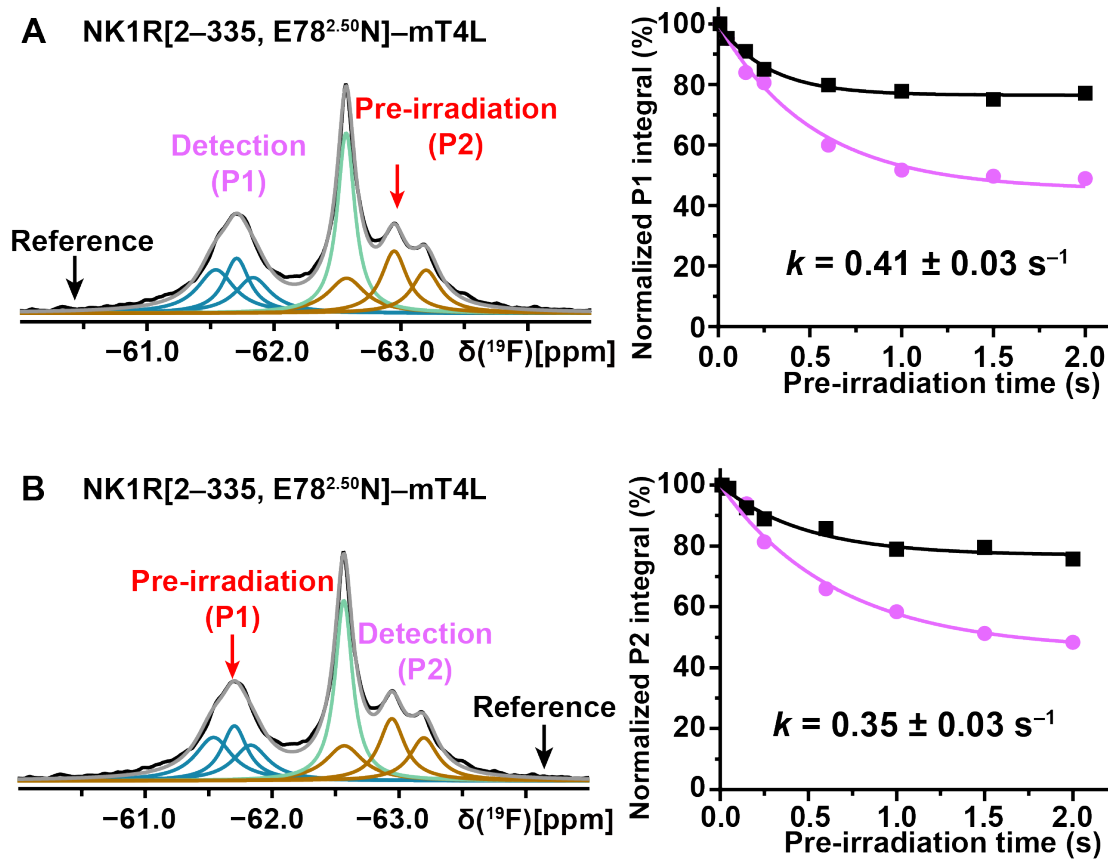 A NK1R[2–335, E78²·⁵⁰N]–mT4L
Detection
(P1)
Pre-irradiation
(P2)
Reference
−61.0 −62.0 −63.0 δ(¹⁹F)[ppm]
Normalized P1 integral (%)
100
80
60
40
20
0
k = 0.41 ± 0.03 s⁻¹
0.0 0.5 1.0 1.5 2.0
Pre-irradiation time (s)
B NK1R[2–335, E78²·⁵⁰N]–mT4L
Pre-irradiation
(P1)
Detection
(P2)
Reference
−61.0 −62.0 −63.0 δ(¹⁹F)[ppm]
Normalized P2 integral (%)
100
80
60
40
20
0
k = 0.35 ± 0.03 s⁻¹
0.0 0.5 1.0 1.5 2.0
Pre-irradiation time (s)